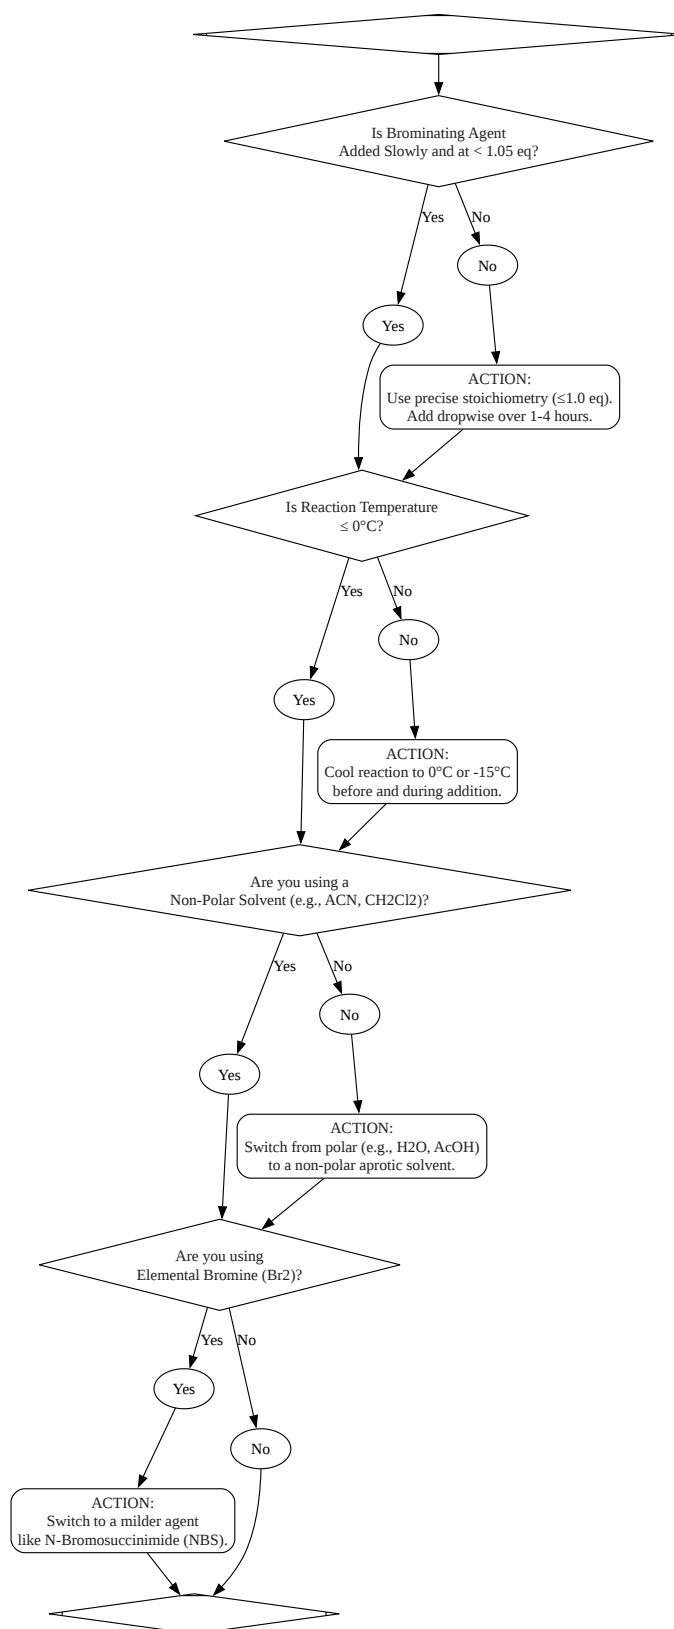 Is Brominating Agent
Added Slowly and at < 1.05 eq?
Yes
No
No
Yes
ACTION:
Use precise stoichiometry (≤1.0 eq).
Add dropwise over 1-4 hours.
Is Reaction Temperature
≤ 0°C?
Yes
No
No
Yes
ACTION:
Cool reaction to 0°C or -15°C
before and during addition.
Are you using a
Non-Polar Solvent (e.g., ACN, CH2Cl2)?
Yes
No
No
Yes
ACTION:
Switch from polar (e.g., H2O, AcOH)
to a non-polar aprotic solvent.
Are you using
Elemental Bromine (Br2)?
Yes
No
Yes
No
ACTION:
Switch to a milder agent
like N-Bromosuccinimide (NBS).